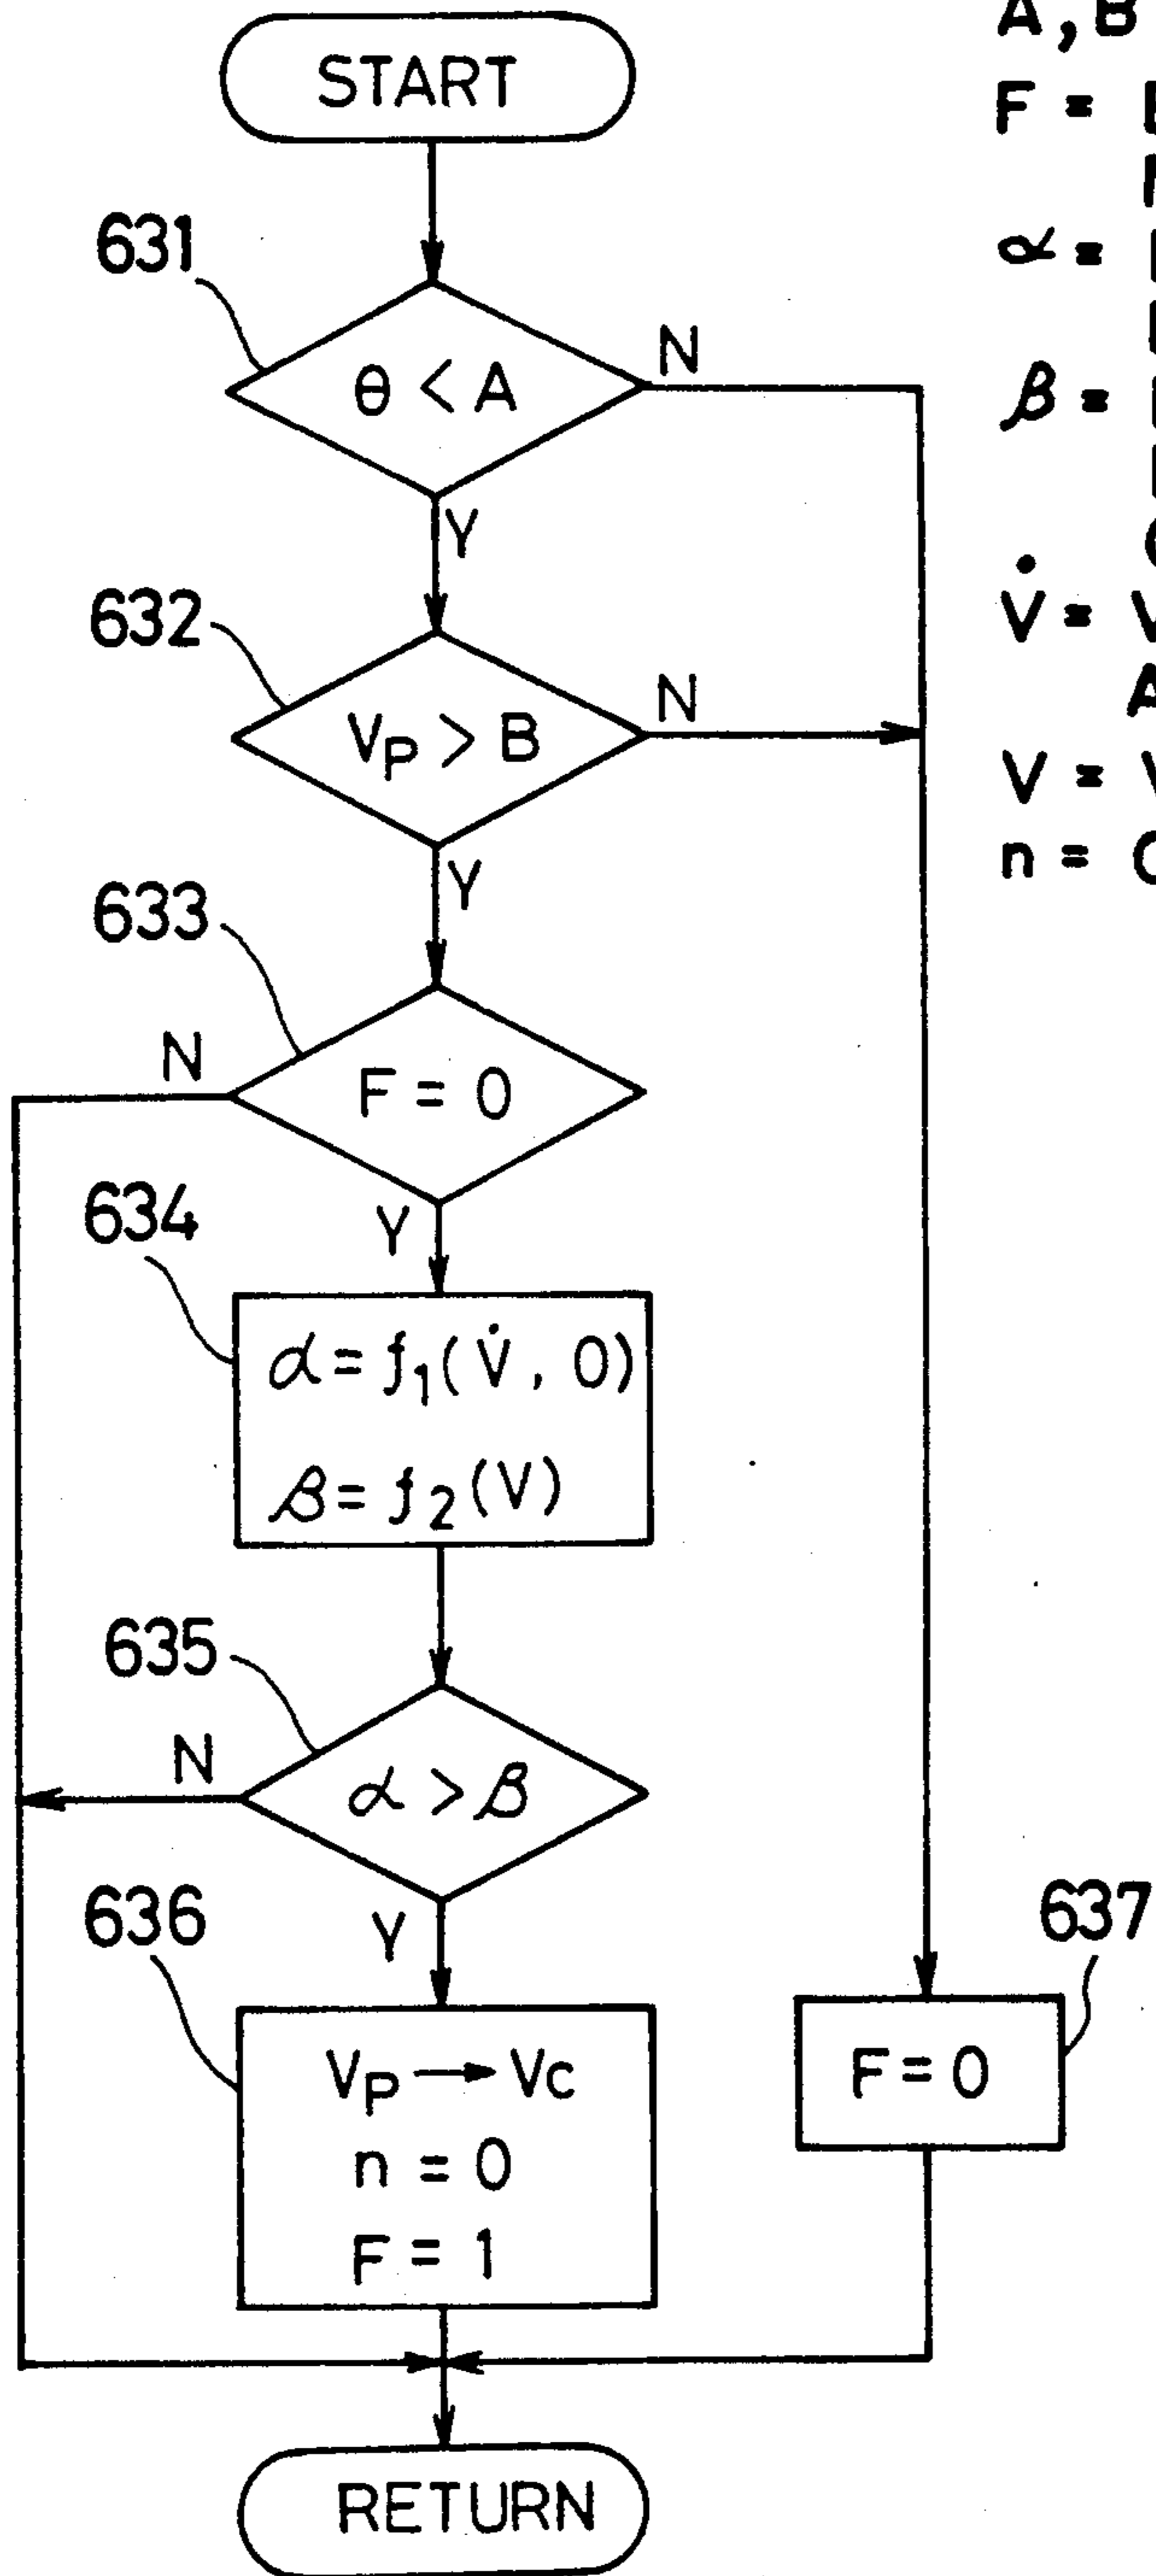 START
631
θ < A
N
Y
632
VP > B
N
Y
633
F = 0
N
Y
634
α = f1(V̇, 0)
β = f2(V)
635
α > β
N
Y
636
VP → VC
n = 0
F = 1
637
F = 0
RETURN
A, B
F =
α =
β =
V̇ =
V =
n =